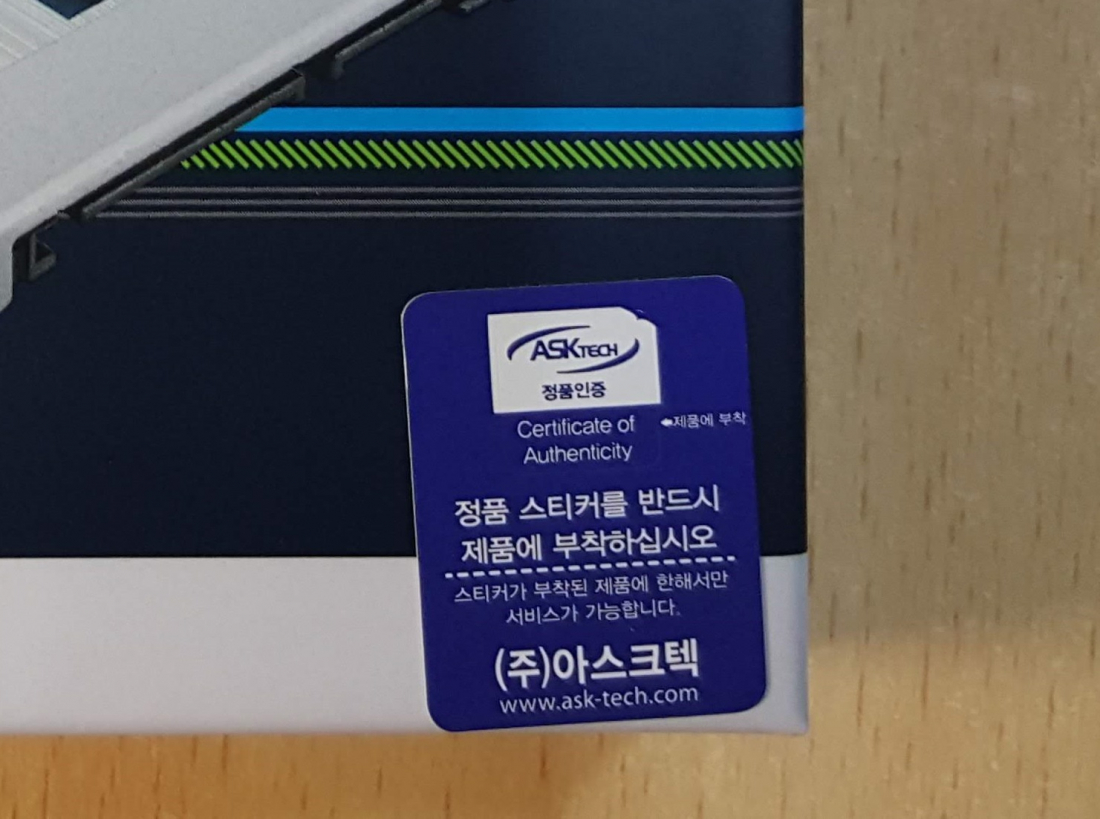 ASKTECH
정품인증
Certificate of
Authenticity
←제품에 부착
정품 스티커를 반드시
제품에 부착하십시오
스티커가 부착된 제품에 한해서만
서비스가 가능합니다.
(주)아스크텍
www.ask-tech.com